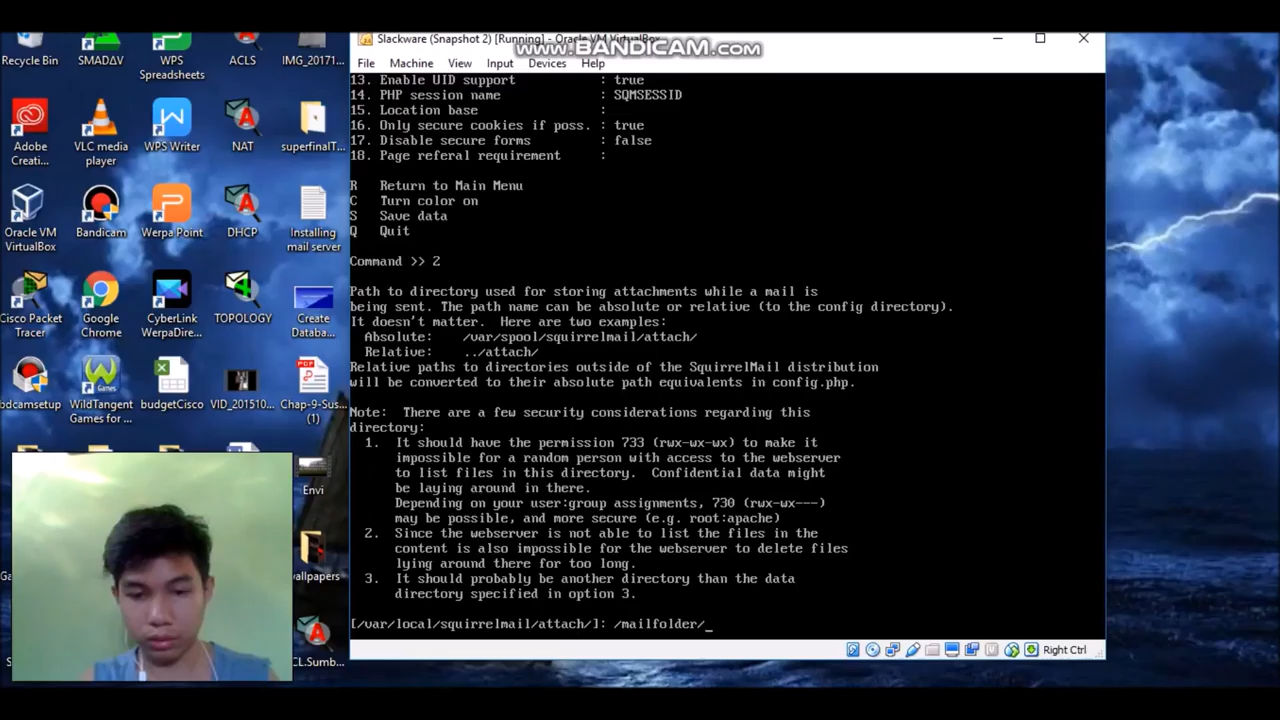 Slackware (Snapshot 2) [Running] - Oracle VM VirtualBox
www.BANDICAM.com
File Machine View Input Devices Help
Recycle Bin
SMADΔV
WPS Spreadsheets
ACLS
IMG_20171...
Adobe Creati...
VLC media player
WPS Writer
NAT
superfinalT...
Oracle VM VirtualBox
Bandicam
Werpa Point
DHCP
Installing mail server
Cisco Packet Tracer
Google Chrome
CyberLink WerpaDire...
TOPOLOGY
Create Databa...
bdcamsetup
WildTangent Games for ...
budgetCisco
VID_201510...
Chap-9-Sus... (1)
Envi
wallpapers
CL.Sumb...
13. Enable UID support : true
14. PHP session name : SQMSESSID
15. Location base :
16. Only secure cookies if poss. : true
17. Disable secure forms : false
18. Page referal requirement :
R Return to Main Menu
C Turn color on
S Save data
Q Quit
Command >> 2
Path to directory used for storing attachments while a mail is
being sent. The path name can be absolute or relative (to the config directory).
It doesn't matter. Here are two examples:
Absolute: /var/spool/squirrelmail/attach/
Relative: ../attach/
Relative paths to directories outside of the SquirrelMail distribution
will be converted to their absolute path equivalents in config.php.
Note: There are a few security considerations regarding this
directory:
1. It should have the permission 733 (rwx-wx-wx) to make it
impossible for a random person with access to the webserver
to list files in this directory. Confidential data might
be laying around in there.
Depending on your user:group assignments, 730 (rwx-wx---)
may be possible, and more secure (e.g. root:apache)
2. Since the webserver is not able to list the files in the
content is also impossible for the webserver to delete files
lying around there for too long.
3. It should probably be another directory than the data
directory specified in option 3.
[/var/local/squirrelmail/attach/]: /mailfolder/_
Right Ctrl